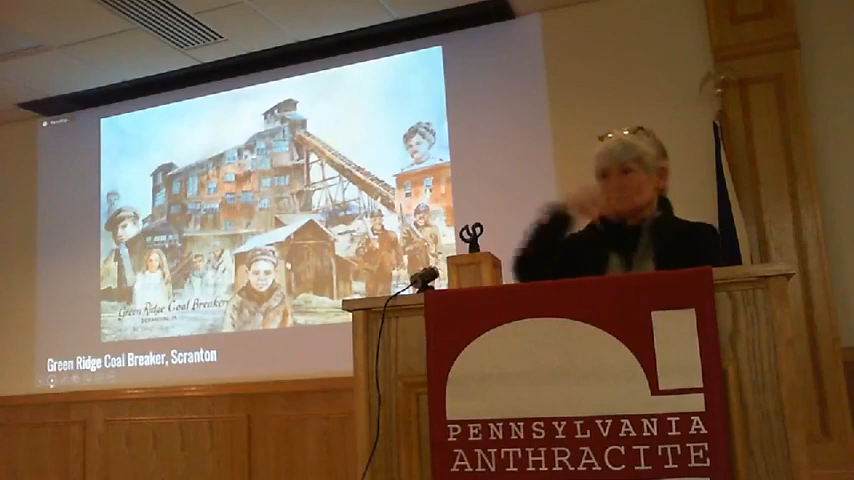 Green Ridge Coal Breaker
Green Ridge Coal Breaker, Scranton
PENNSYLVANIA
ANTHRACITE